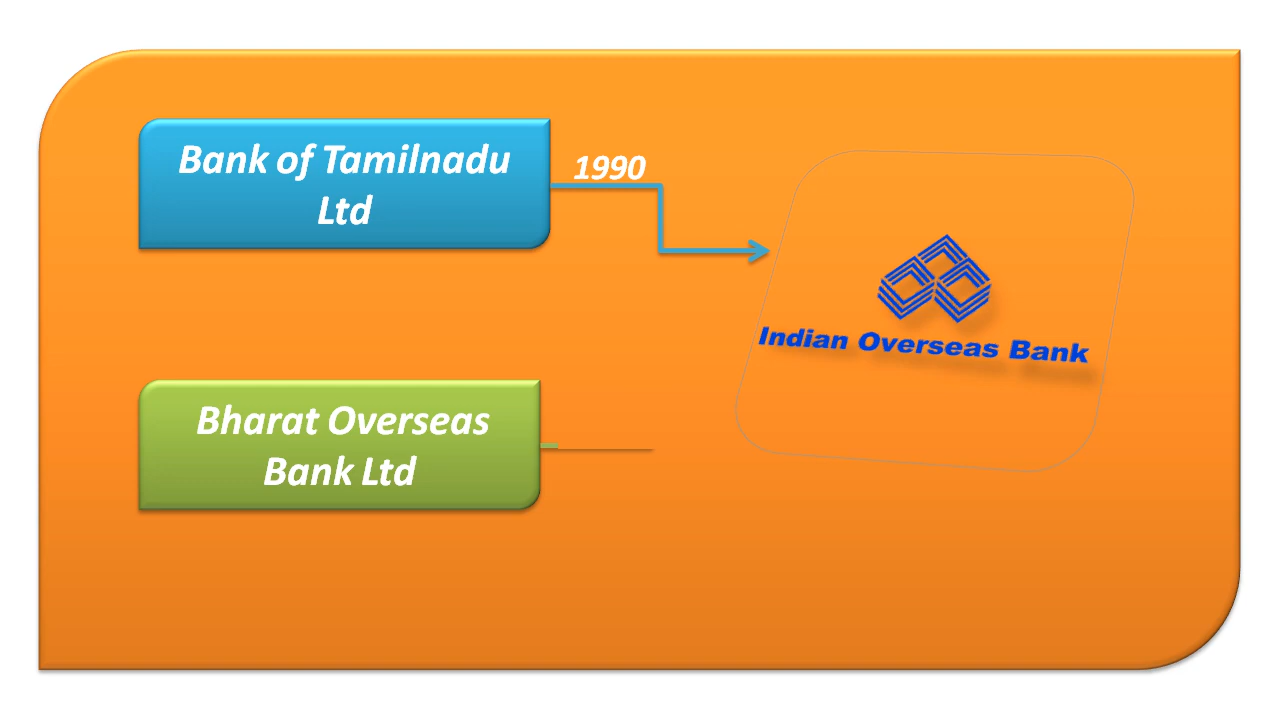 Bank of Tamilnadu
Ltd
1990
Indian Overseas Bank
Bharat Overseas
Bank Ltd